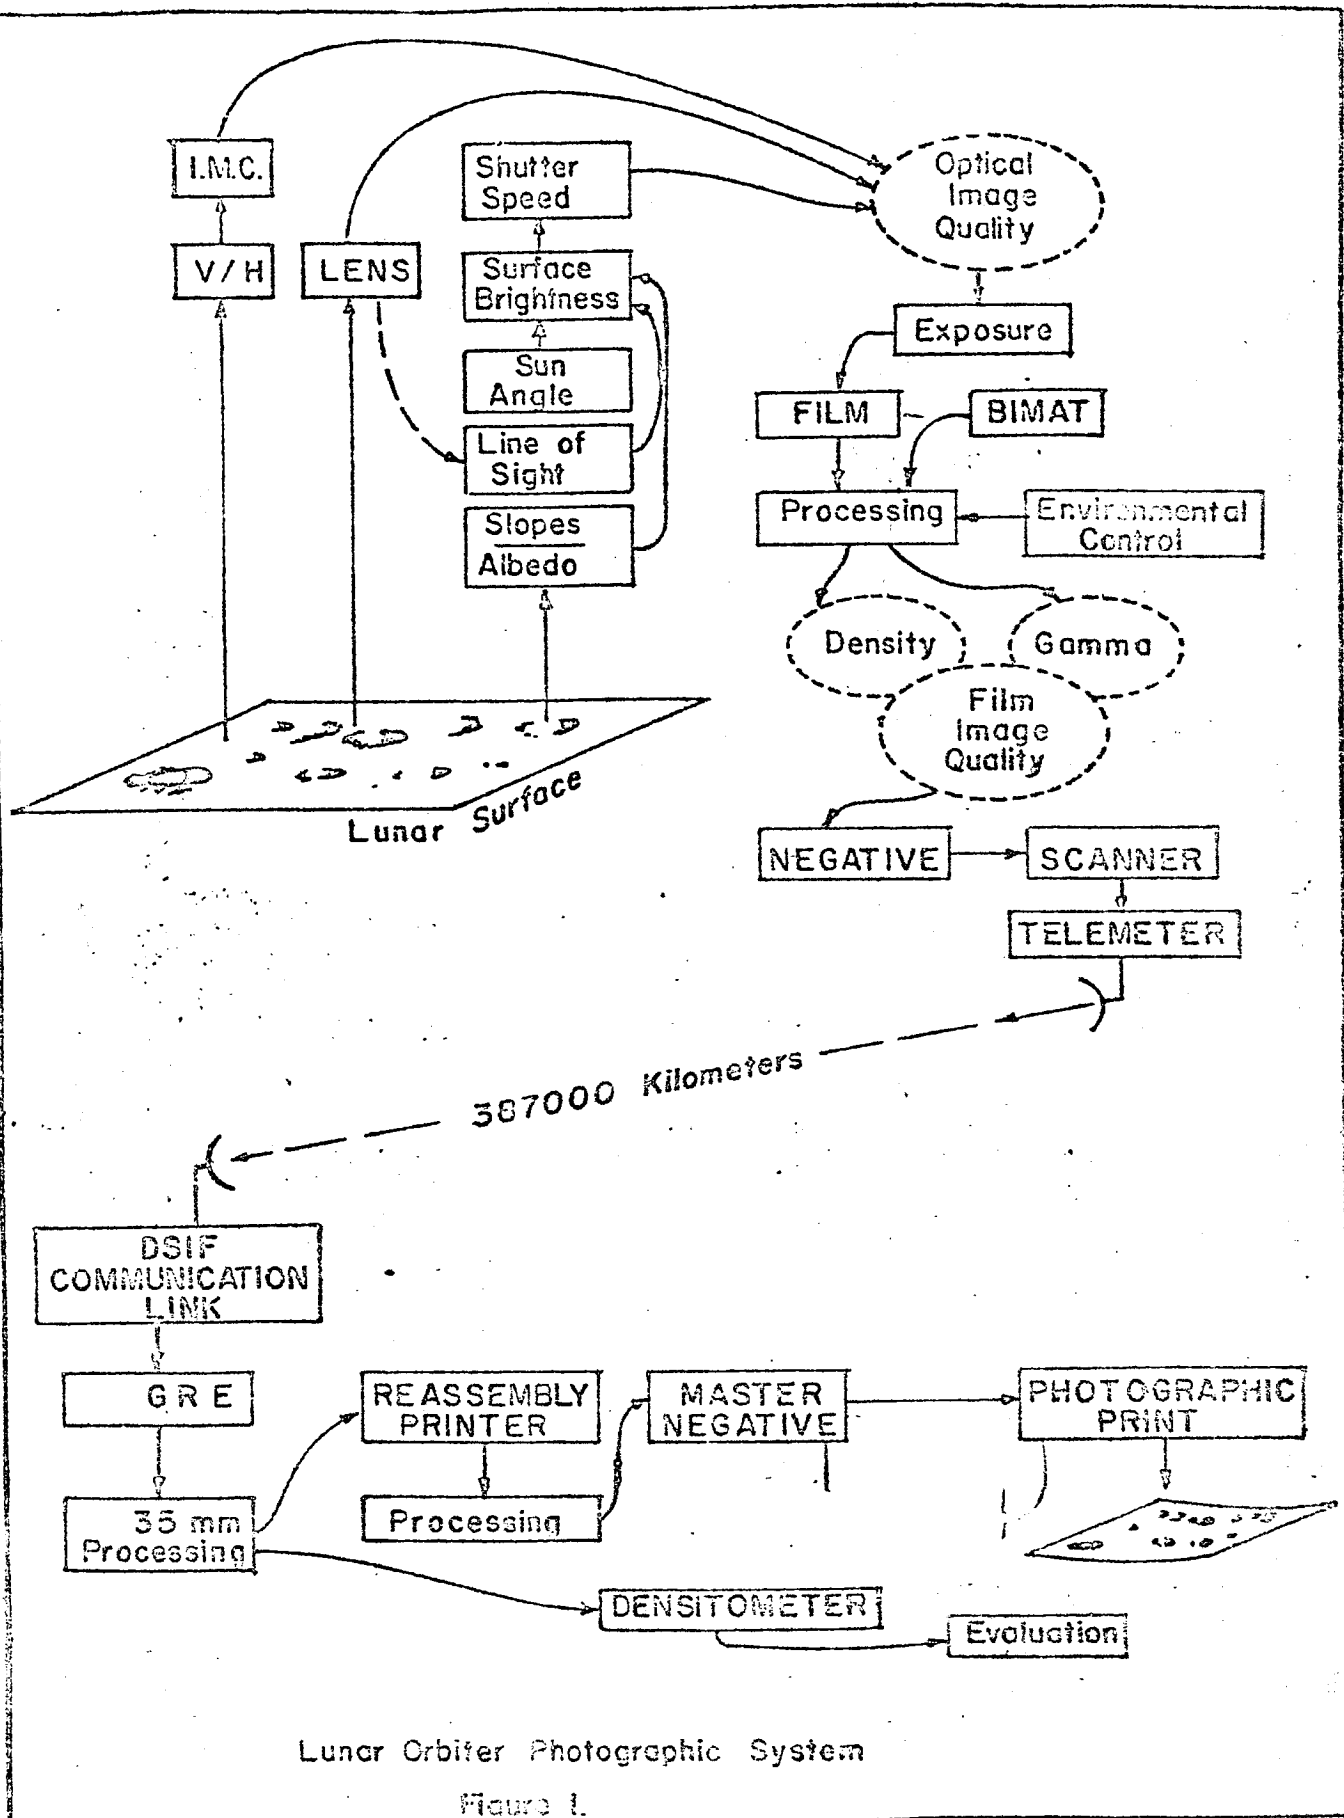 I.M.C.
V/H
LENS
Shutter
Speed
Surface
Brightness
Sun
Angle
Line of
Sight
Slopes
Albedo
Lunar Surface
Optical
Image
Quality
Exposure
FILM
BIMAT
Processing
Environmental
Control
Density
Gamma
Film
Image
Quality
NEGATIVE
SCANNER
TELEMETER
387000 Kilometers
DSIF
COMMUNICATION
LINK
GRE
35 mm
Processing
REASSEMBLY
PRINTER
Processing
MASTER
NEGATIVE
PHOTOGRAPHIC
PRINT
DENSITOMETER
Evaluation
Lunar Orbiter Photographic System
Figure 1.